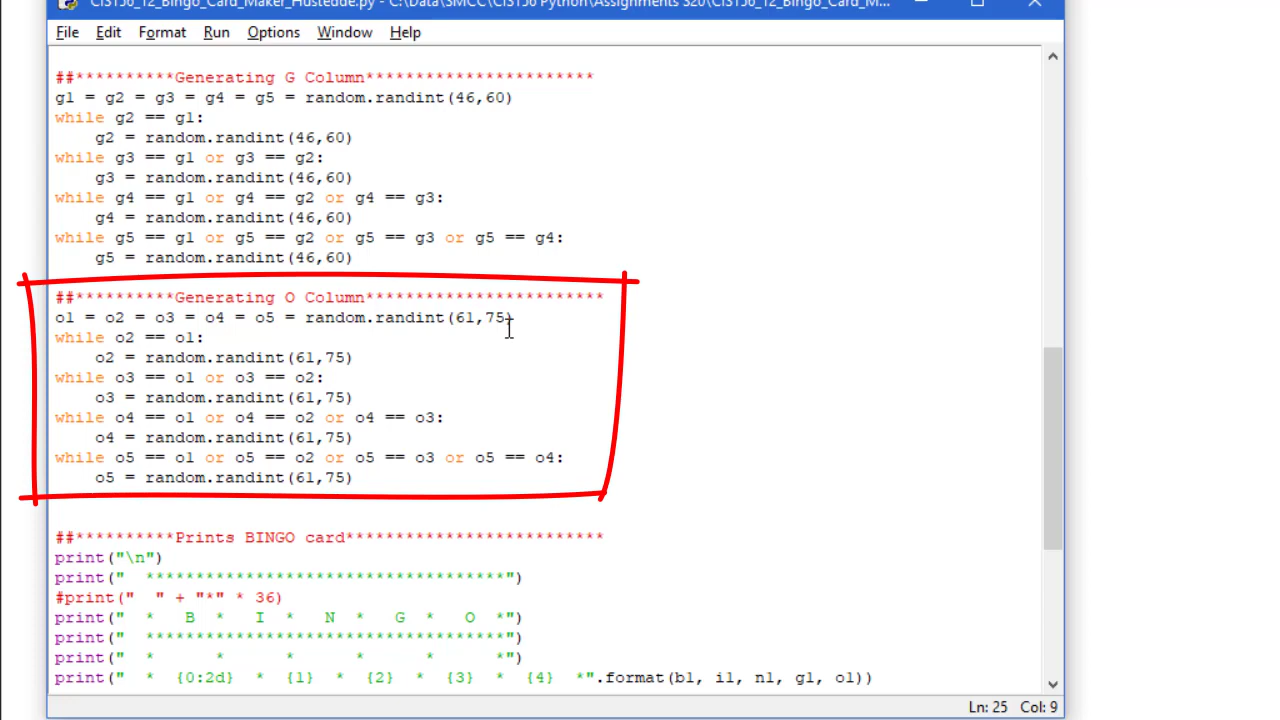 CIS156_12_Bingo_Card_Maker_Hustedde.py - C:\Data\SMCC\CIS156 Python\Assignments S20\CIS156_12_Bingo_Card_M...
File Edit Format Run Options Window Help
##**********Generating G Column***********************
g1 = g2 = g3 = g4 = g5 = random.randint(46,60)
while g2 == g1:
    g2 = random.randint(46,60)
while g3 == g1 or g3 == g2:
    g3 = random.randint(46,60)
while g4 == g1 or g4 == g2 or g4 == g3:
    g4 = random.randint(46,60)
while g5 == g1 or g5 == g2 or g5 == g3 or g5 == g4:
    g5 = random.randint(46,60)
##**********Generating O Column************************
o1 = o2 = o3 = o4 = o5 = random.randint(61,75)
while o2 == o1:
    o2 = random.randint(61,75)
while o3 == o1 or o3 == o2:
    o3 = random.randint(61,75)
while o4 == o1 or o4 == o2 or o4 == o3:
    o4 = random.randint(61,75)
while o5 == o1 or o5 == o2 or o5 == o3 or o5 == o4:
    o5 = random.randint(61,75)
##**********Prints BINGO card**************************
print("\n")
print("  ************************************")
#print("  " + "*" * 36)
print("  *   B  *   I  *   N  *   G  *   O  *")
print("  ************************************")
print("  *      *      *      *      *      *")
print("  *  {0:2d}  *  {1}  *  {2}  *  {3}  *  {4}  *".format(b1, i1, n1, g1, o1))
Ln: 25 Col: 9